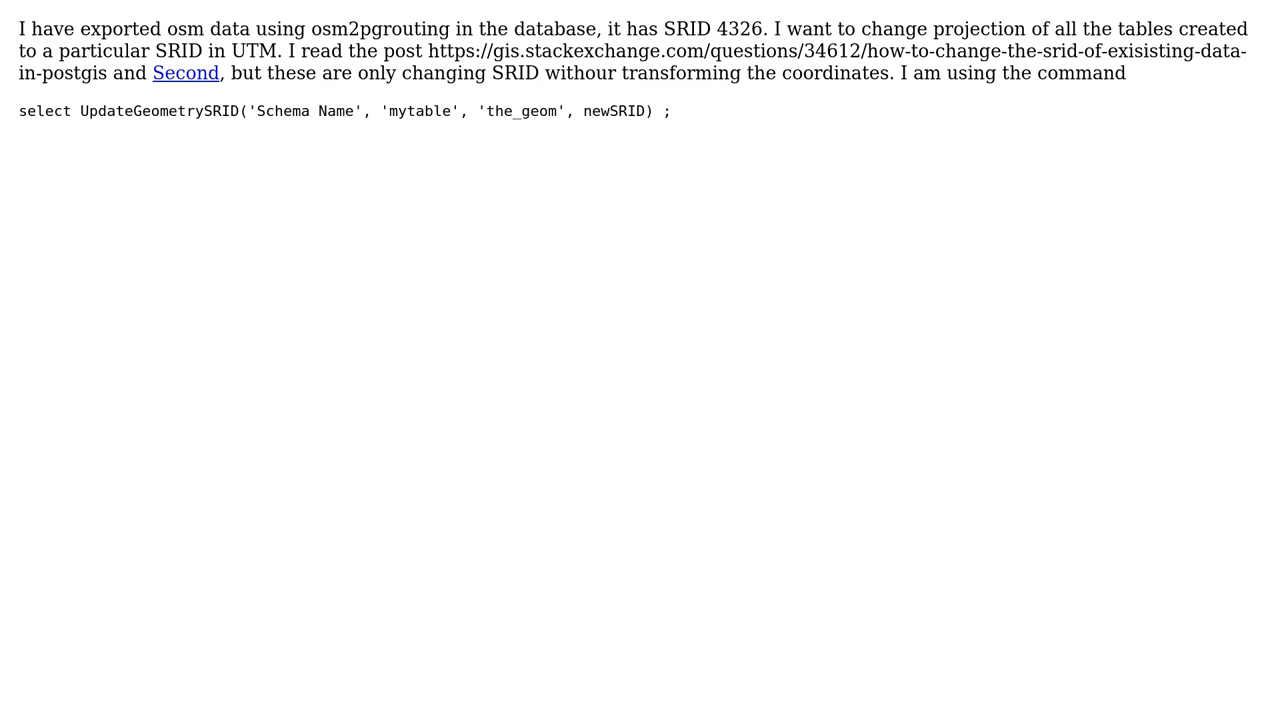 I have exported osm data using osm2pgrouting in the database, it has SRID 4326. I want to change projection of all the tables created
to a particular SRID in UTM. I read the post https://gis.stackexchange.com/questions/34612/how-to-change-the-srid-of-exisisting-data-
in-postgis and Second, but these are only changing SRID withour transforming the coordinates. I am using the command
select UpdateGeometrySRID('Schema Name', 'mytable', 'the_geom', newSRID) ;